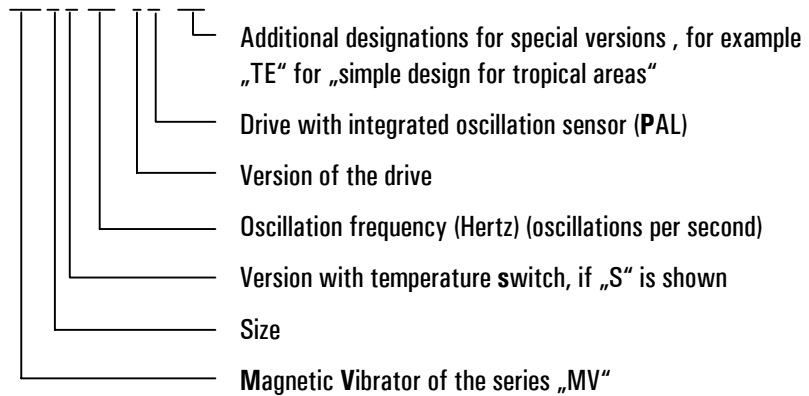 Additional designations for special versions , for example
„TE“ for „simple design for tropical areas“
Drive with integrated oscillation sensor (PAL)
Version of the drive
Oscillation frequency (Hertz) (oscillations per second)
Version with temperature switch, if „S“ is shown
Size
Magnetic Vibrator of the series „MV“